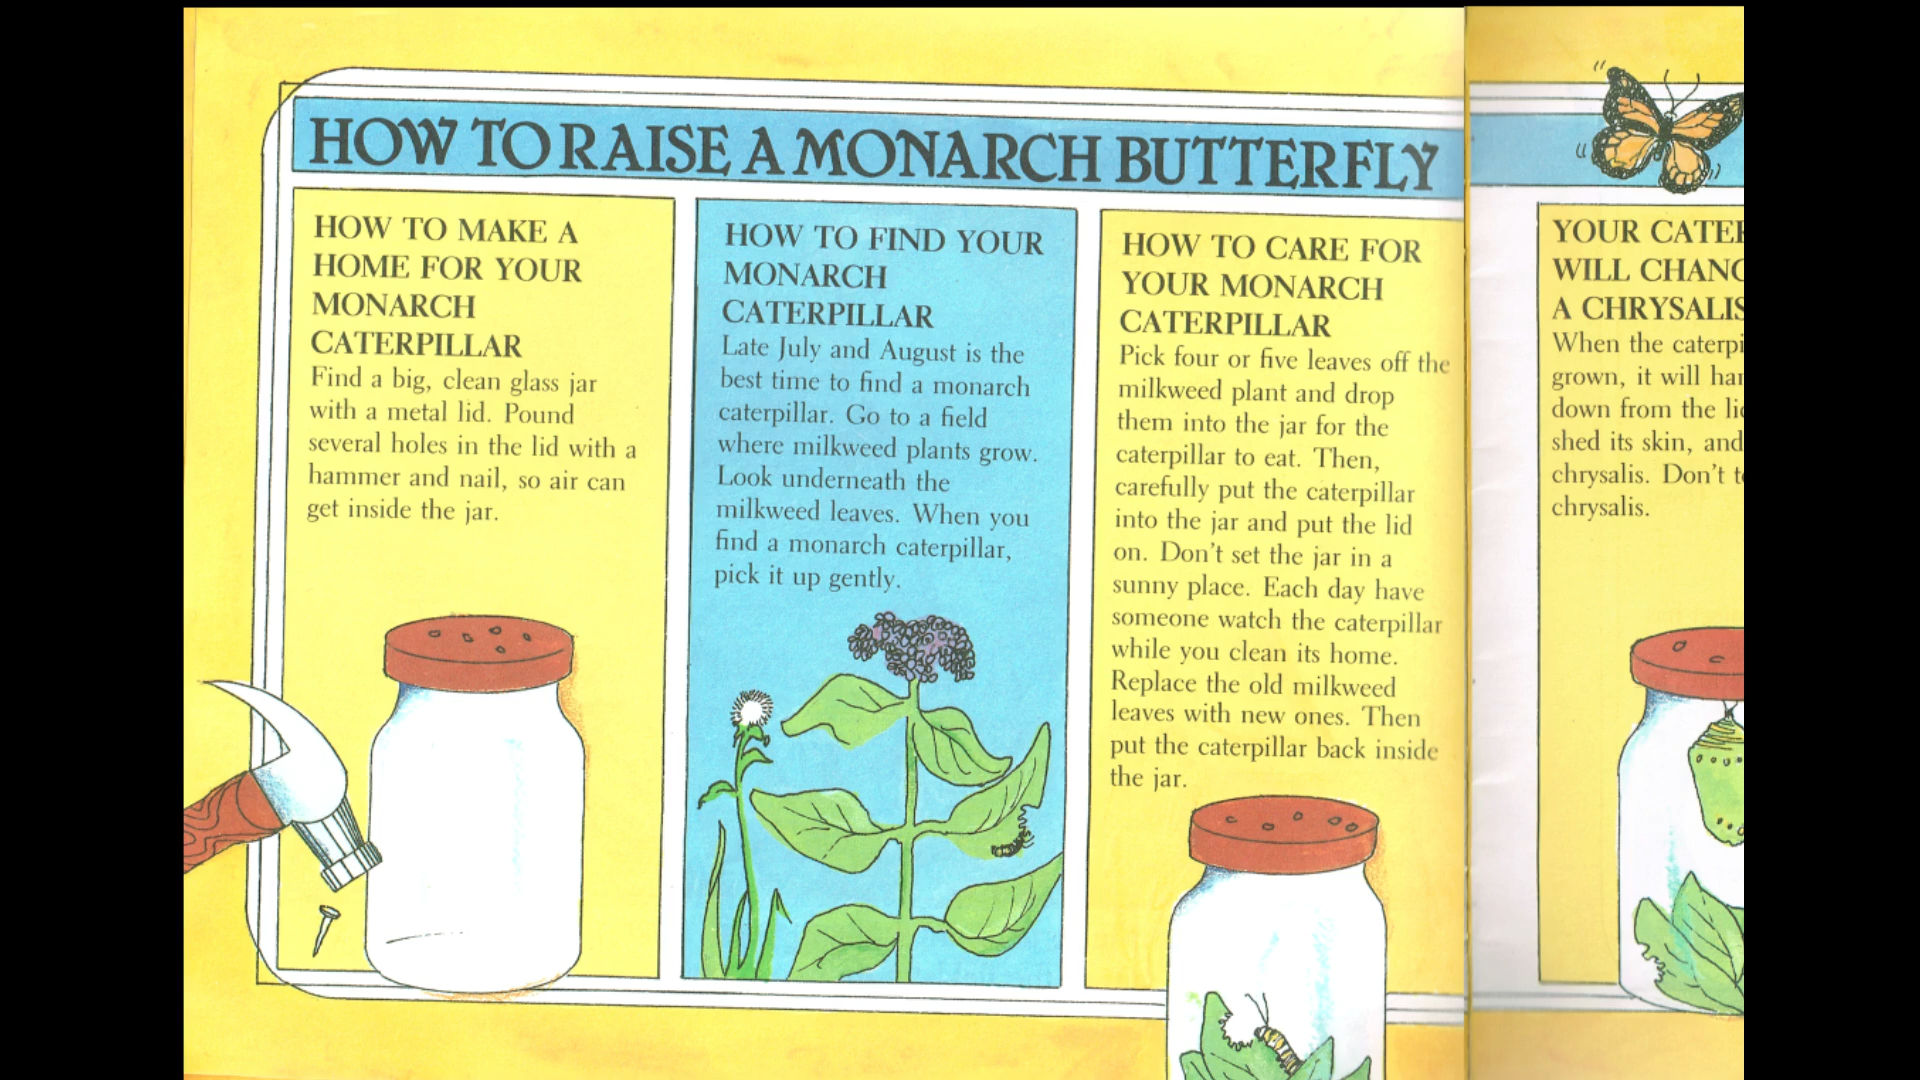 HOW TO RAISE A MONARCH BUTTERFLY
HOW TO MAKE A
HOME FOR YOUR
MONARCH
CATERPILLAR
Find a big, clean glass jar
with a metal lid. Pound
several holes in the lid with a
hammer and nail, so air can
get inside the jar.
HOW TO FIND YOUR
MONARCH
CATERPILLAR
Late July and August is the
best time to find a monarch
caterpillar. Go to a field
where milkweed plants grow.
Look underneath the
milkweed leaves. When you
find a monarch caterpillar,
pick it up gently.
HOW TO CARE FOR
YOUR MONARCH
CATERPILLAR
Pick four or five leaves off the
milkweed plant and drop
them into the jar for the
caterpillar to eat. Then,
carefully put the caterpillar
into the jar and put the lid
on. Don't set the jar in a
sunny place. Each day have
someone watch the caterpillar
while you clean its home.
Replace the old milkweed
leaves with new ones. Then
put the caterpillar back inside
the jar.
YOUR
WILL
A CHRYSALIS
When the
grown, it will
down from the
shed its skin, and
chrysalis. Don't
chrysalis.